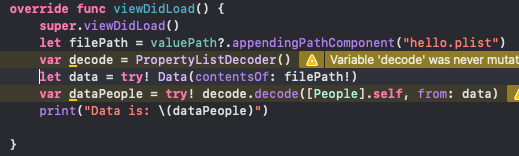 override func viewDidLoad() {
super.viewDidLoad()
let filePath = valuePath?.appendingPathComponent("hello.plist")
var decode = PropertyListDecoder() Variable 'decode' was never mutat
let data = try! Data(contentsOf: filePath!)
var dataPeople = try! decode.decode([People].self, from: data)
print("Data is: \(dataPeople)")
}